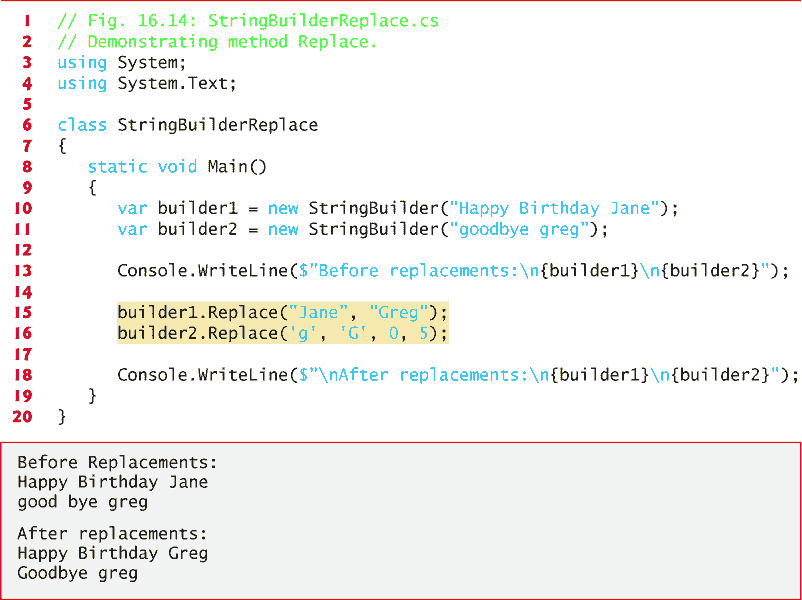 1 // Fig. 16.14: StringBuilderReplace.cs
2 // Demonstrating method Replace.
3 using System;
4 using System.Text;
5
6 class StringBuilderReplace
7 {
8 static void Main()
9 {
10 var builder1 = new StringBuilder("Happy Birthday Jane");
11 var builder2 = new StringBuilder("goodbye greg");
12
13 Console.WriteLine($"Before replacements:\n{builder1}\n{builder2}");
14
15 builder1.Replace("Jane", "Greg");
16 builder2.Replace('g', 'G', 0, 5);
17
18 Console.WriteLine($"\nAfter replacements:\n{builder1}\n{builder2}");
19 }
20 }
Before Replacements:
Happy Birthday Jane
good bye greg
After replacements:
Happy Birthday Greg
Goodbye greg